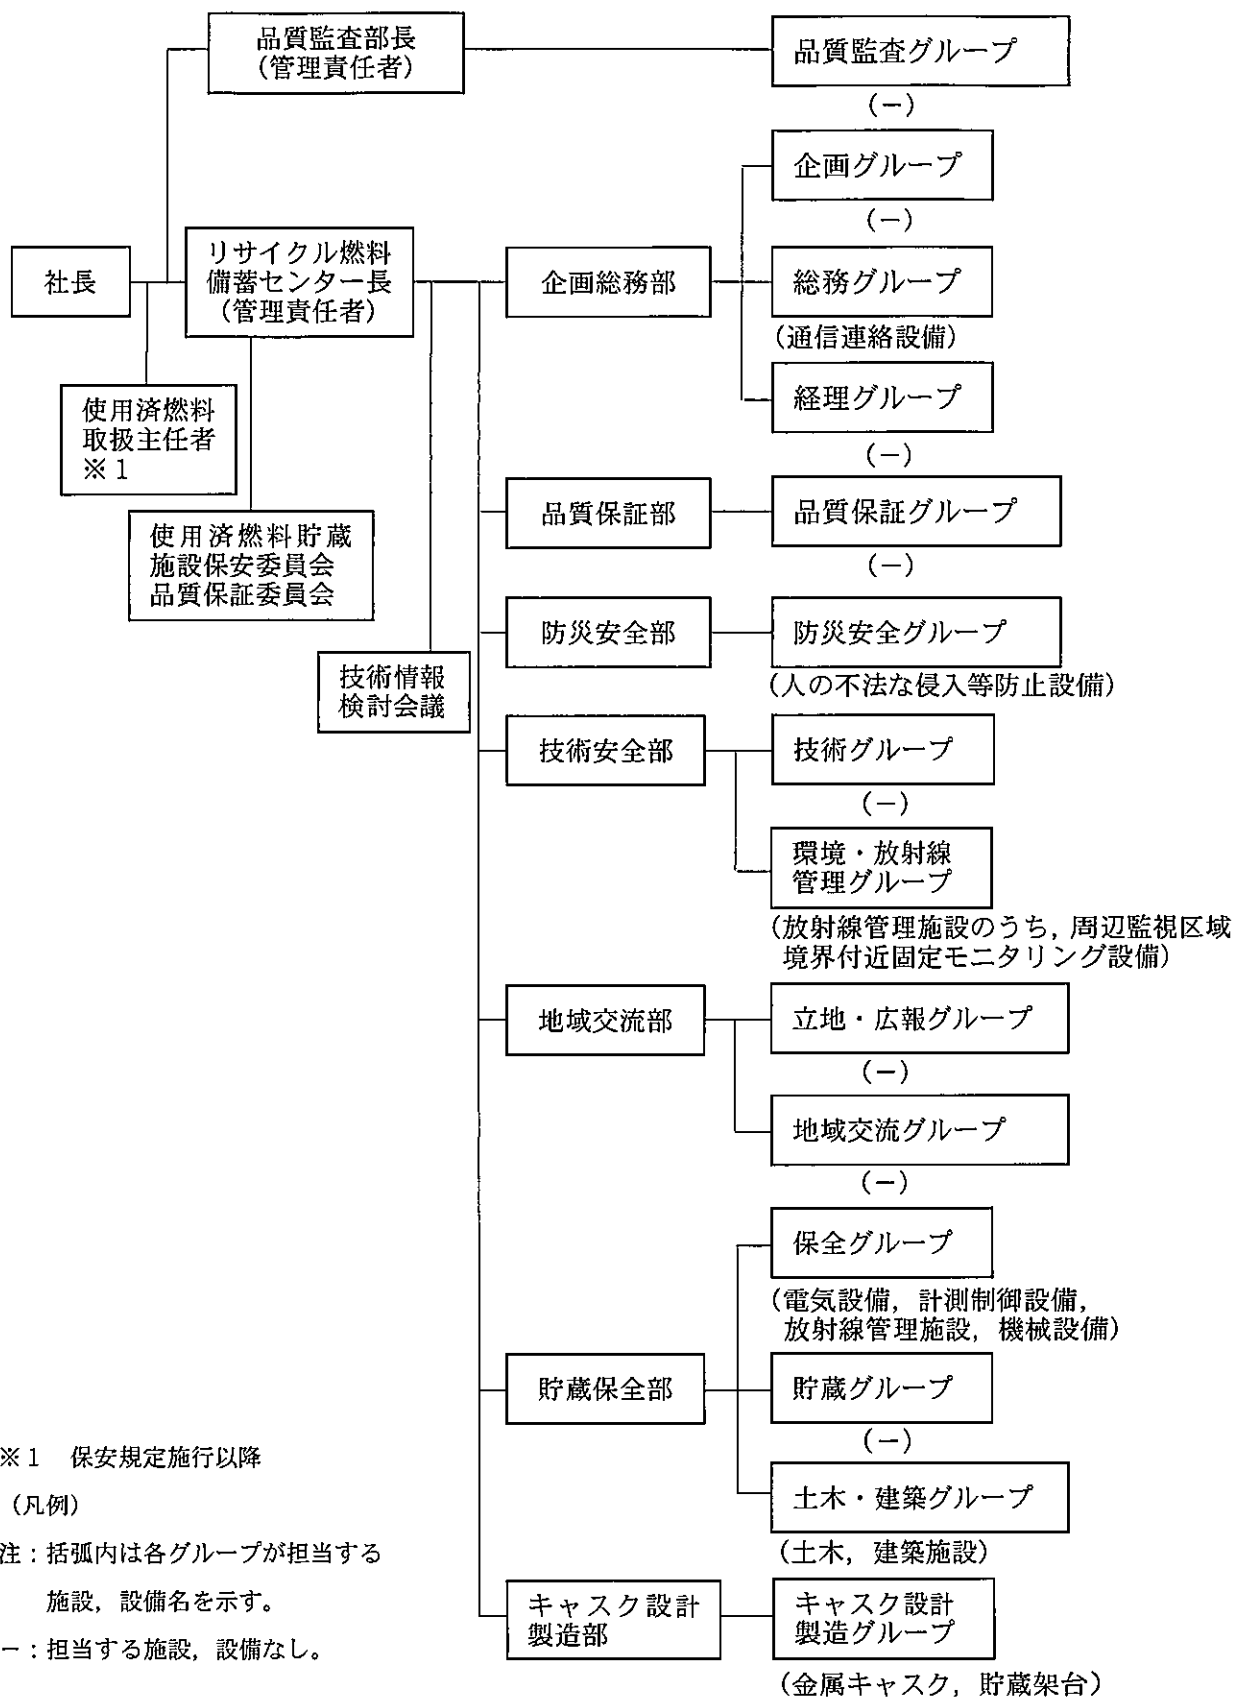 品質監査部長
(管理責任者)
品質監査グループ
(－)
企画グループ
(－)
社長
リサイクル燃料
備蓄センター長
(管理責任者)
企画総務部
総務グループ
(通信連絡設備)
経理グループ
(－)
使用済燃料
取扱主任者
※1
使用済燃料貯蔵
施設保安委員会
品質保証委員会
技術情報
検討会議
品質保証部
品質保証グループ
(－)
防災安全部
防災安全グループ
(人の不法な侵入等防止設備)
技術安全部
技術グループ
(－)
環境・放射線
管理グループ
(放射線管理施設のうち，周辺監視区域
境界付近固定モニタリング設備)
地域交流部
立地・広報グループ
(－)
地域交流グループ
(－)
保全グループ
(電気設備，計測制御設備，
放射線管理施設，機械設備)
貯蔵保全部
貯蔵グループ
(－)
土木・建築グループ
(土木，建築施設)
キャスク設計
製造部
キャスク設計
製造グループ
(金属キャスク，貯蔵架台)
※1　保安規定施行以降
(凡例)
注：括弧内は各グループが担当する
施設，設備名を示す。
－：担当する施設，設備なし。